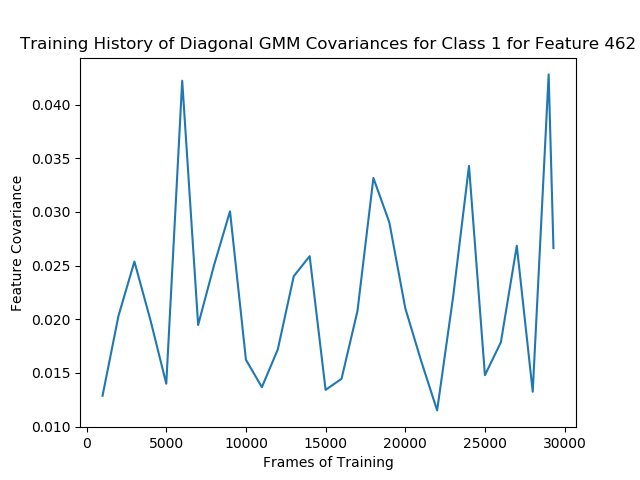 Training History of Diagonal GMM Covariances for Class 1 for Feature 462
0.040
0.035
0.030
0.025
0.020
0.015
0.010
Feature Covariance
0 5000 10000 15000 20000 25000 30000
Frames of Training